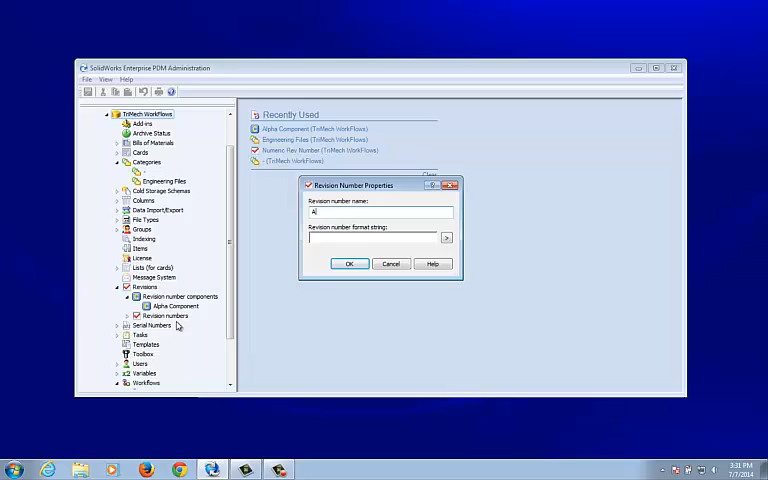 SolidWorks Enterprise PDM Administration
File View Help
TriMech WorkFlows
Add-ins
Archive Status
Bills of Materials
Cards
Categories
-
Engineering Files
Cold Storage Schemas
Columns
Data Import/Export
File Types
Groups
Indexing
Items
License
Lists (for cards)
Message System
Revisions
Revision number components
Alpha Component
Revision numbers
Serial Numbers
Tasks
Templates
Toolbox
Users
Variables
Workflows
Recently Used
Alpha Component (TriMech WorkFlows)
Engineering Files (TriMech WorkFlows)
Numeric Rev Number (TriMech WorkFlows)
- (TriMech WorkFlows)
Revision Number Properties
Revision number name:
A
Revision number format string:
>
OK Cancel Help
3:31 PM
7/7/2014